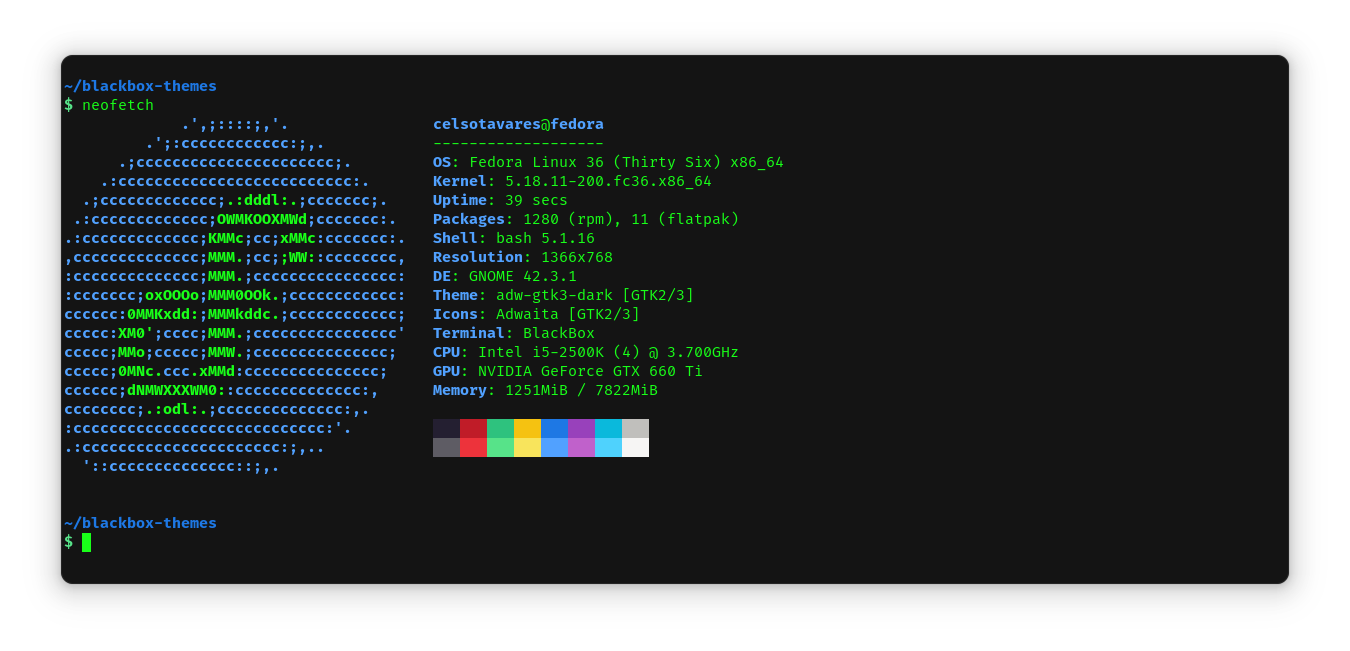 ~/blackbox-themes
$ neofetch
             .',;::::;,'.                celsotavares@fedora
         .';:cccccccccccc:;,.            -------------------
      .;cccccccccccccccccccccc;.         OS: Fedora Linux 36 (Thirty Six) x86_64
    .:cccccccccccccccccccccccccc:.       Kernel: 5.18.11-200.fc36.x86_64
  .;ccccccccccccc;.:dddl:.;ccccccc;.     Uptime: 39 secs
 .:ccccccccccccc;OWMKOOXMWd;ccccccc:.    Packages: 1280 (rpm), 11 (flatpak)
.:ccccccccccccc;KMMc;cc;xMMc:ccccccc:.   Shell: bash 5.1.16
,cccccccccccccc;MMM.;cc;;WW::cccccccc,   Resolution: 1366x768
:cccccccccccccc;MMM.;cccccccccccccccc:   DE: GNOME 42.3.1
:ccccccc;oxOOOo;MMM0OOk.;cccccccccccc:   Theme: adw-gtk3-dark [GTK2/3]
cccccc:0MMKxdd:;MMMkddc.;cccccccccccc;   Icons: Adwaita [GTK2/3]
ccccc:XM0';cccc;MMM.;cccccccccccccccc'   Terminal: BlackBox
ccccc;MMo;ccccc;MMW.;ccccccccccccccc;    CPU: Intel i5-2500K (4) @ 3.700GHz
ccccc;0MNc.ccc.xMMd:ccccccccccccccc;     GPU: NVIDIA GeForce GTX 660 Ti
cccccc;dNMWXXXWM0::cccccccccccccc:,      Memory: 1251MiB / 7822MiB
cccccccc;.:odl:.;cccccccccccccc:,.
:cccccccccccccccccccccccccccc:'.
.:cccccccccccccccccccccc:;,..
  '::cccccccccccccc::;,.
~/blackbox-themes
$